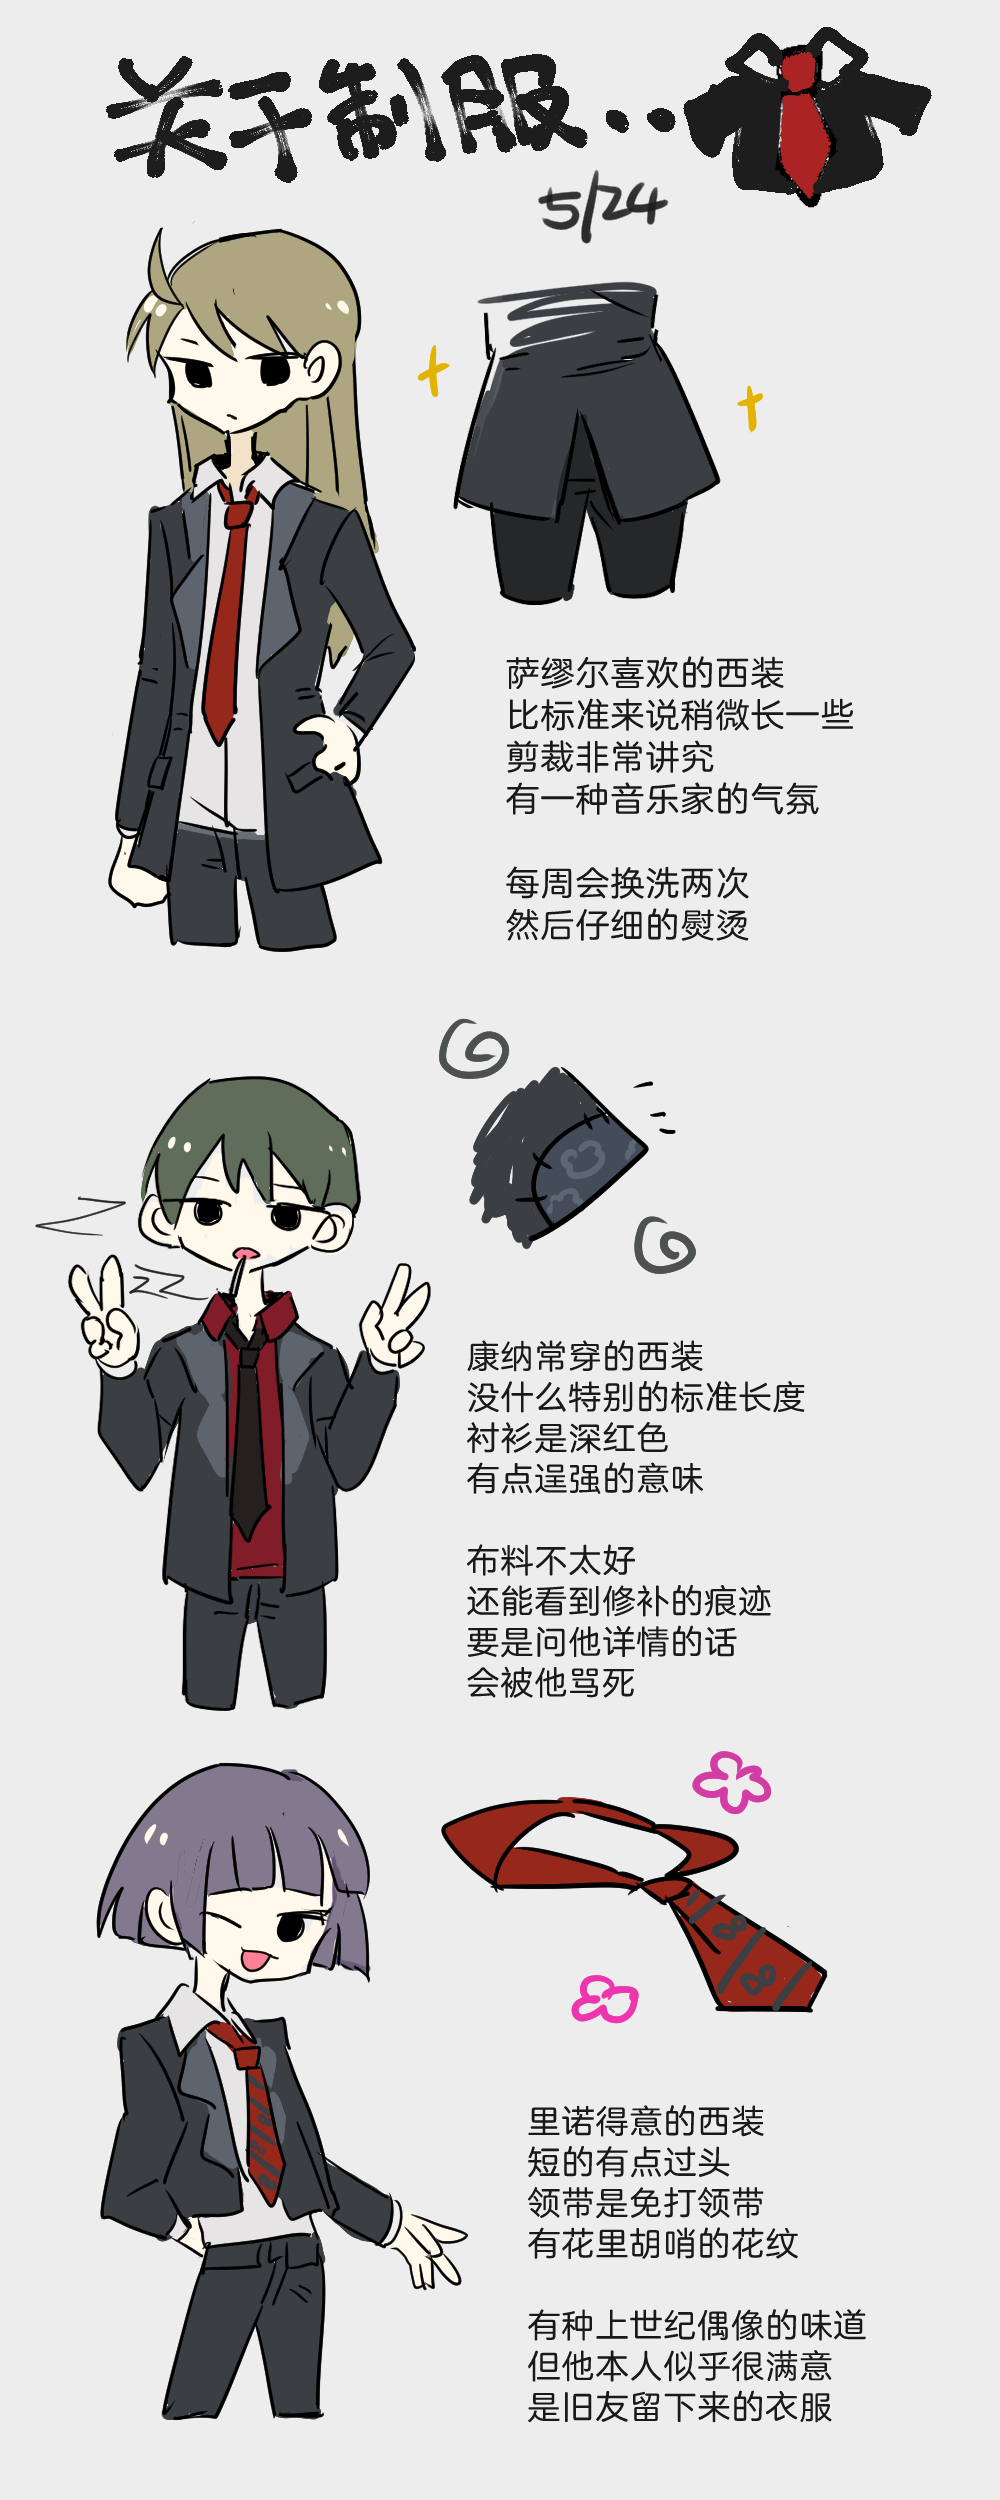 关于制服..
5/24
萨缪尔喜欢的西装
比标准来说稍微长一些
剪裁非常讲究
有一种音乐家的气氛
每周会换洗两次
然后仔细的熨烫
康纳常穿的西装
没什么特别的标准长度
衬衫是深红色
有点逞强的意味
布料不太好
还能看到修补的痕迹
要是问他详情的话
会被他骂死
里诺得意的西装
短的有点过头
领带是免打领带
有花里胡哨的花纹
有种上世纪偶像的味道
但他本人似乎很满意
是旧友留下来的衣服